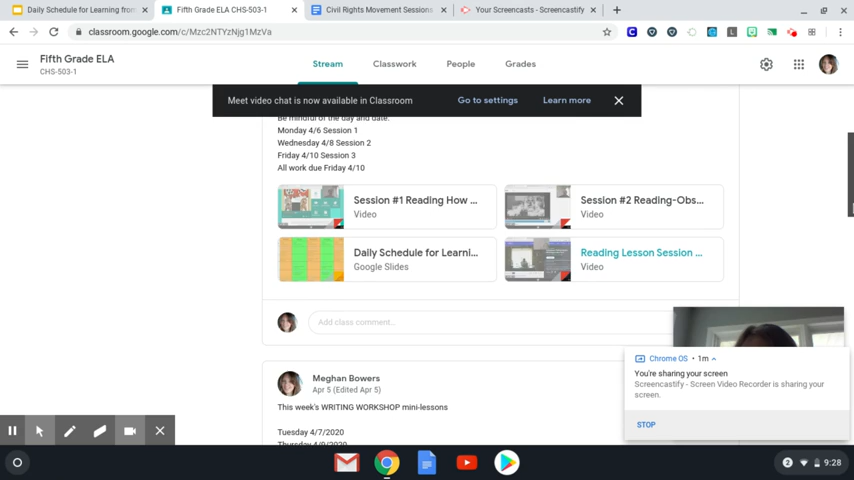 Daily Schedule for Learning from
Fifth Grade ELA CHS-503-1
Civil Rights Movement Sessions
Your Screencasts - Screencastify
classroom.google.com/c/Mzc2NTYzNjg1MzVa
Fifth Grade ELA
CHS-503-1
Stream
Classwork
People
Grades
Meet video chat is now available in Classroom
Go to settings
Learn more
Be mindful of the day and date.
Monday 4/6 Session 1
Wednesday 4/8 Session 2
Friday 4/10 Session 3
All work due Friday 4/10
Session #1 Reading How ...
Video
Session #2 Reading-Obs...
Video
Daily Schedule for Learni...
Google Slides
Reading Lesson Session ...
Video
Add class comment...
Chrome OS • 1m
You're sharing your screen
Screencastify - Screen Video Recorder is sharing your
screen.
STOP
Meghan Bowers
Apr 5 (Edited Apr 5)
This week's WRITING WORKSHOP mini-lessons
Tuesday 4/7/2020
Thursday 4/9/2020
2
9:28